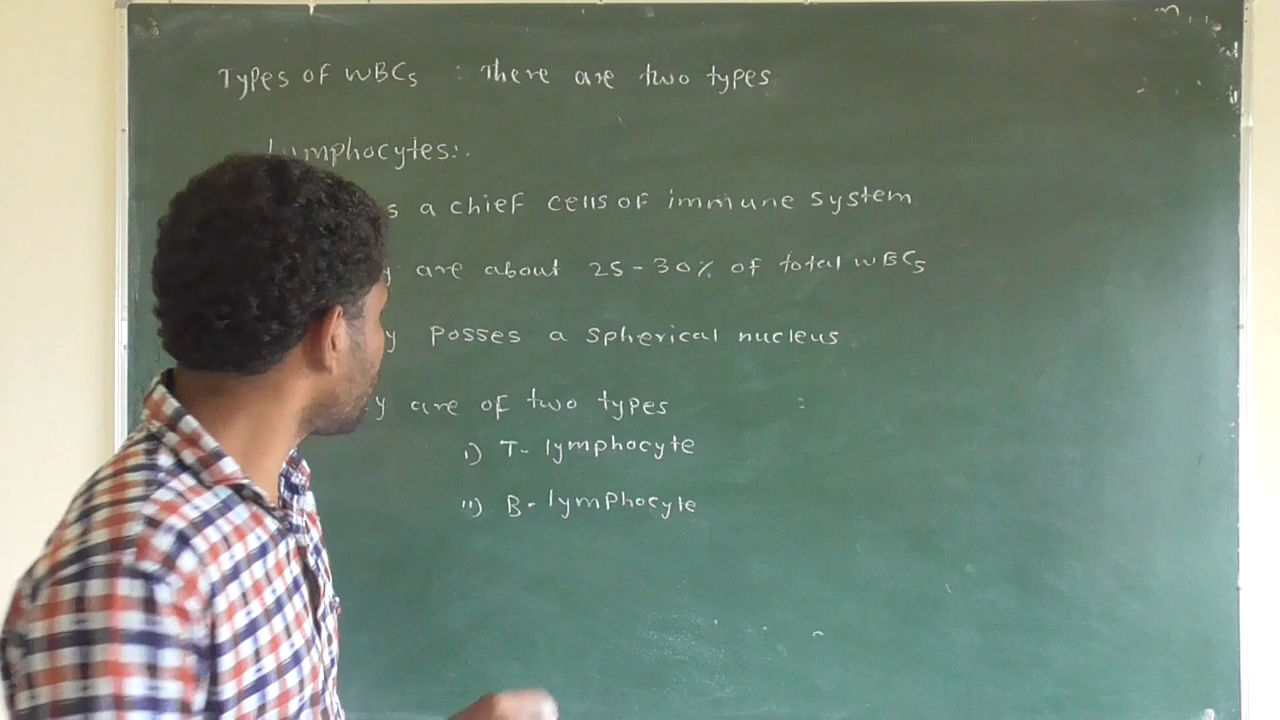 Types of WBCs : There are two types
Lymphocytes:.
a chief cells of immune system
are about 25-30% of total WBCs
Posses a spherical nucleus
are of two types :
i) T- lymphocyte
ii) B- lymphocyte